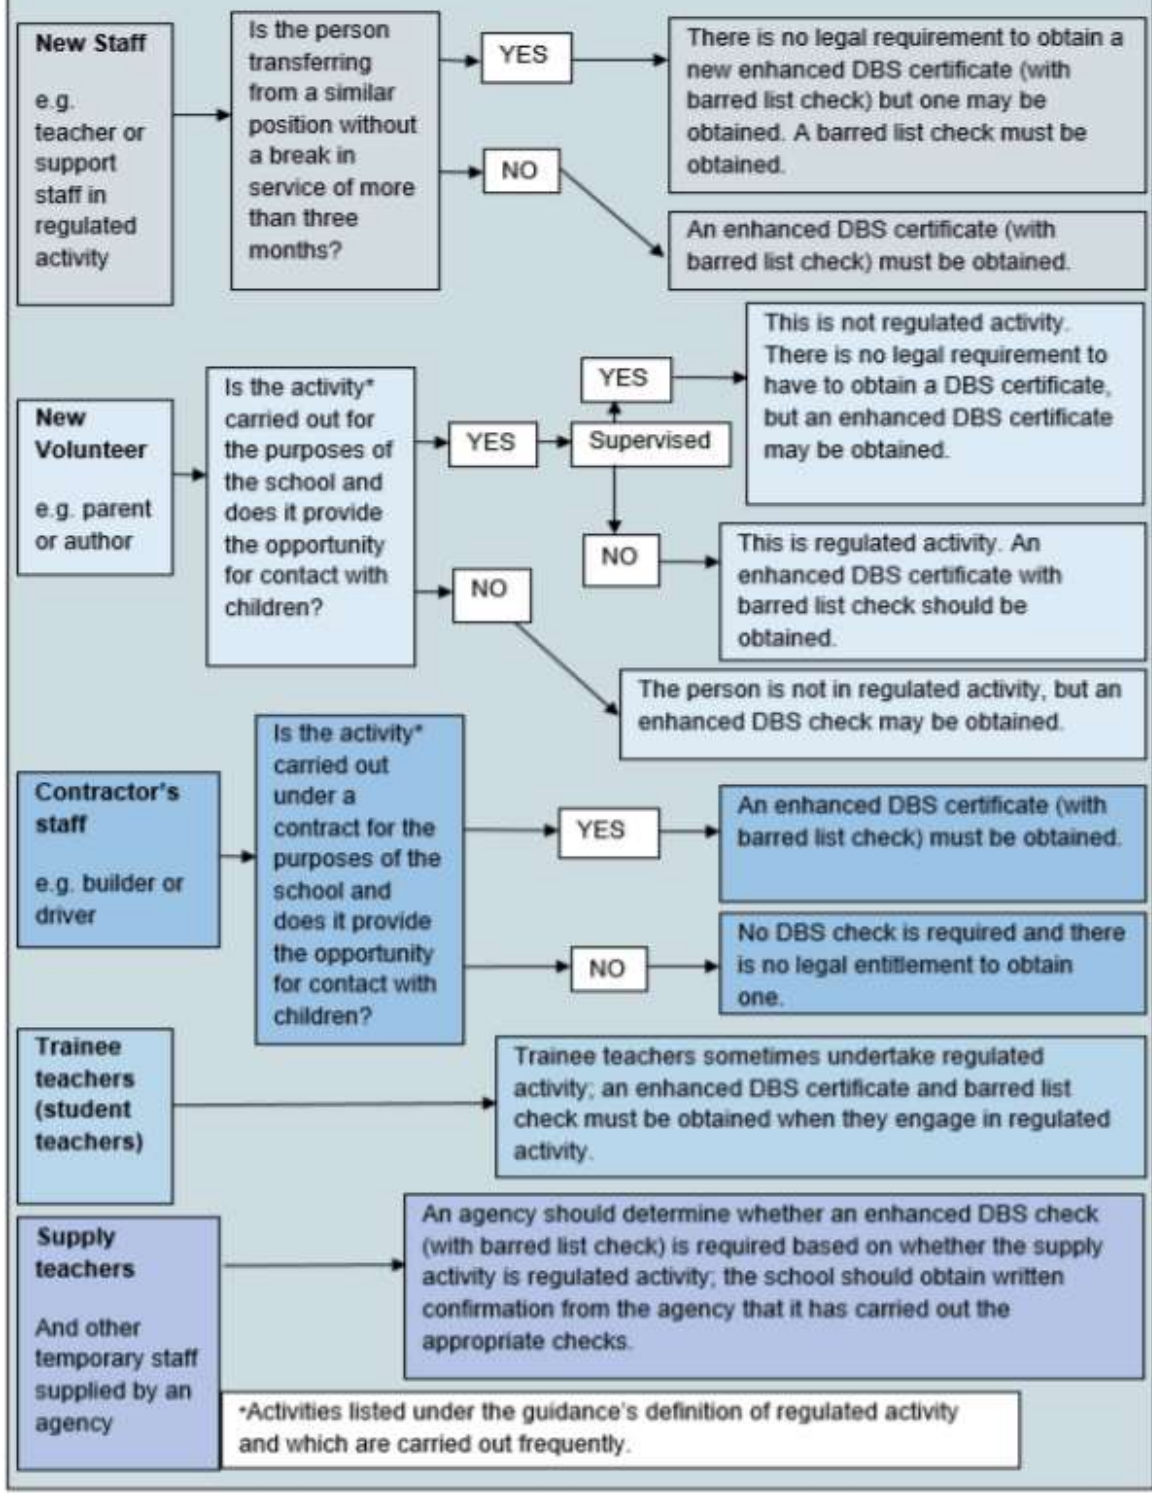 New Staff
e.g.
teacher or
support
staff in
regulated
activity
Is the person
transferring
from a similar
position without
a break in
service of more
than three
months?
YES
NO
There is no legal requirement to obtain a
new enhanced DBS certificate (with
barred list check) but one may be
obtained. A barred list check must be
obtained.
An enhanced DBS certificate (with
barred list check) must be obtained.
New
Volunteer
e.g. parent
or author
Is the activity*
carried out for
the purposes of
the school and
does it provide
the opportunity
for contact with
children?
YES
Supervised
YES
NO
NO
This is not regulated activity.
There is no legal requirement to
have to obtain a DBS certificate,
but an enhanced DBS certificate
may be obtained.
This is regulated activity. An
enhanced DBS certificate with
barred list check should be
obtained.
The person is not in regulated activity, but an
enhanced DBS check may be obtained.
Contractor's
staff
e.g. builder or
driver
Is the activity*
carried out
under a
contract for the
purposes of the
school and
does it provide
the opportunity
for contact with
children?
YES
NO
An enhanced DBS certificate (with
barred list check) must be obtained.
No DBS check is required and there
is no legal entitlement to obtain
one.
Trainee
teachers
(student
teachers)
Trainee teachers sometimes undertake regulated
activity; an enhanced DBS certificate and barred list
check must be obtained when they engage in regulated
activity.
Supply
teachers
And other
temporary staff
supplied by an
agency
An agency should determine whether an enhanced DBS check
(with barred list check) is required based on whether the supply
activity is regulated activity; the school should obtain written
confirmation from the agency that it has carried out the
appropriate checks.
*Activities listed under the guidance's definition of regulated activity
and which are carried out frequently.